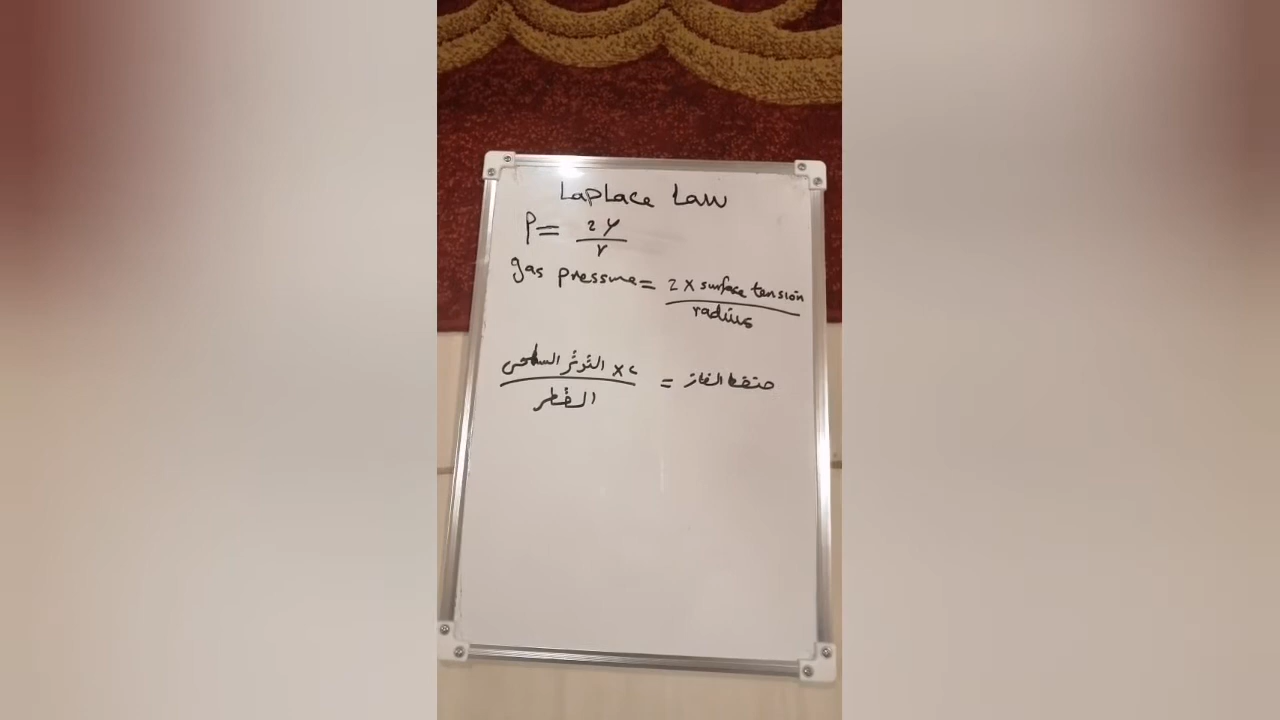 Laplace Law
P = 2γ / r
gas pressure = 2 x surface tension / radius
ضغط الغاز = ٢ x التوتر السطحي / القطر